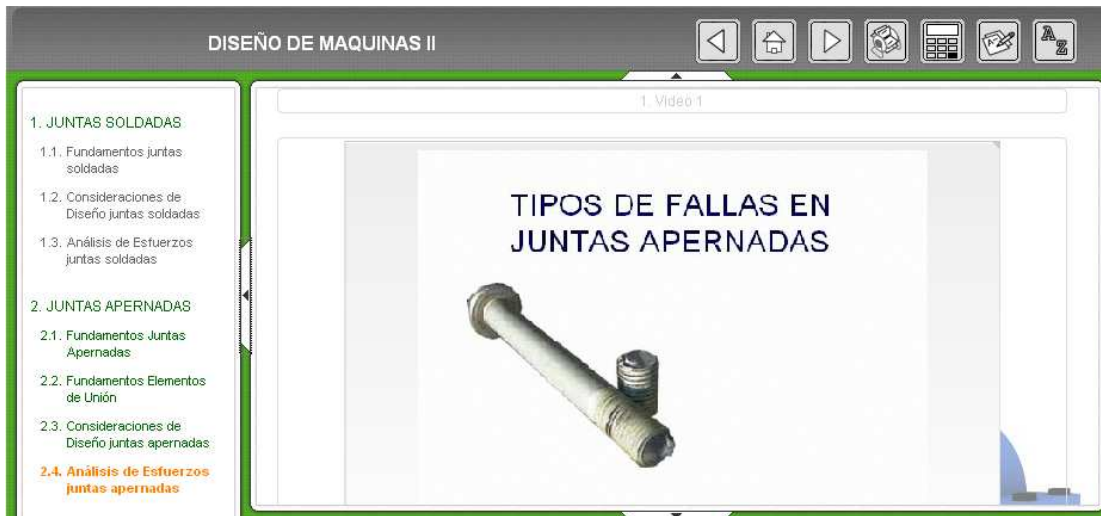 DISEÑO DE MAQUINAS II
A
Z
1. JUNTAS SOLDADAS
1.1. Fundamentos juntas
soldadas
1.2. Consideraciones de
Diseño juntas soldadas
1.3. Análisis de Esfuerzos
juntas soldadas
2. JUNTAS APERNADAS
2.1. Fundamentos Juntas
Apernadas
2.2. Fundamentos Elementos
de Unión
2.3. Consideraciones de
Diseño juntas apernadas
2.4. Análisis de Esfuerzos
juntas apernadas
1. Video 1
TIPOS DE FALLAS EN
JUNTAS APERNADAS